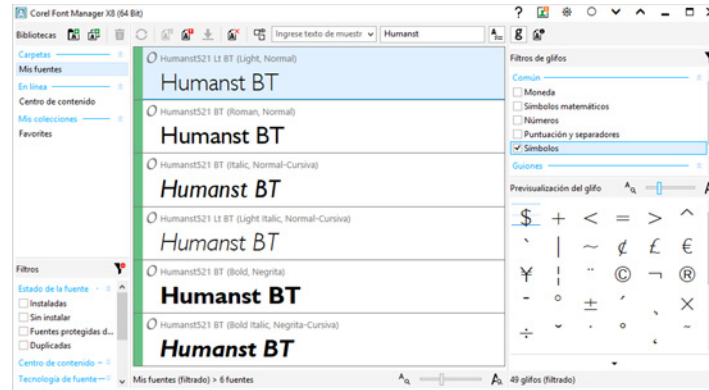 Corel Font Manager X8 (64 Bit)
Bibliotecas
Ingrese texto de muestr
Humanst
Carpetas
Mis fuentes
En línea
Centro de contenido
Mis colecciones
Favorites
Filtros
Estado de la fuente
Instaladas
Sin instalar
Fuentes protegidas d...
Duplicadas
Centro de contenido
Tecnología de fuente
Humanst521 Lt BT (Light, Normal)
Humanst BT
Humanst521 BT (Roman, Normal)
Humanst BT
Humanst521 BT (Italic, Normal-Cursiva)
Humanst BT
Humanst521 Lt BT (Light Italic, Normal-Cursiva)
Humanst BT
Humanst521 BT (Bold, Negrita)
Humanst BT
Humanst521 BT (Bold Italic, Negrita-Cursiva)
Humanst BT
Mis fuentes (filtrado) > 6 fuentes
Filtros de glifos
Común
Moneda
Símbolos matemáticos
Números
Puntuación y separadores
Símbolos
Guiones
Previsualización del glifo
$ + < = > ^
` | ~ ¢ £ €
¥ ¦ ¨ © ¬ ®
- ° ± ´ ¸ ×
÷ ˘ ˙ ˚ ˛ ˜
49 glifos (filtrado)